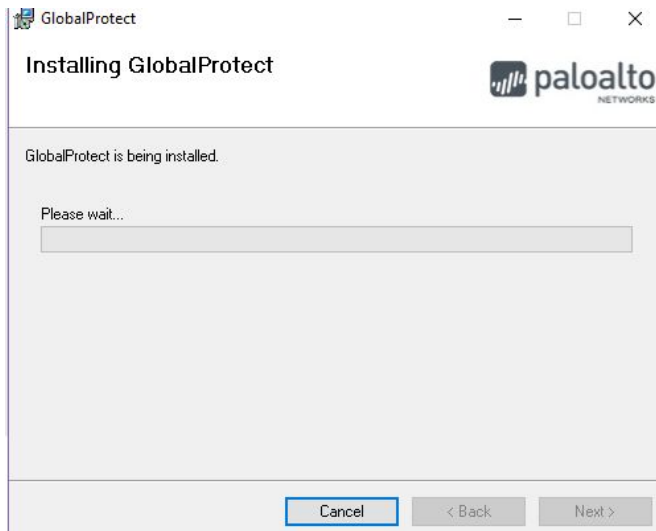 GlobalProtect
Installing GlobalProtect
paloalto
NETWORKS
GlobalProtect is being installed.
Please wait...
Cancel
< Back
Next >